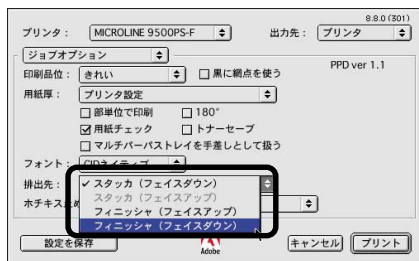 8.8.0 (301)
プリンタ： MICROLINE 9500PS-F 出力先： プリンタ
ジョブオプション
PPD ver 1.1
印刷品位： きれい □ 黒に網点を使う
用紙厚： プリンタ設定
□ 部単位で印刷 □ 180°
☑ 用紙チェック □ トナーセーブ
□ マルチパーパストレイを手差しとして扱う
フォント： CIDネイティブ
排出先： ✓ スタッカ（フェイスダウン）
スタッカ（フェイスアップ）
ホチキス止め
フィニッシャ（フェイスアップ）
フィニッシャ（フェイスダウン）
設定を保存 Adobe キャンセル プリント